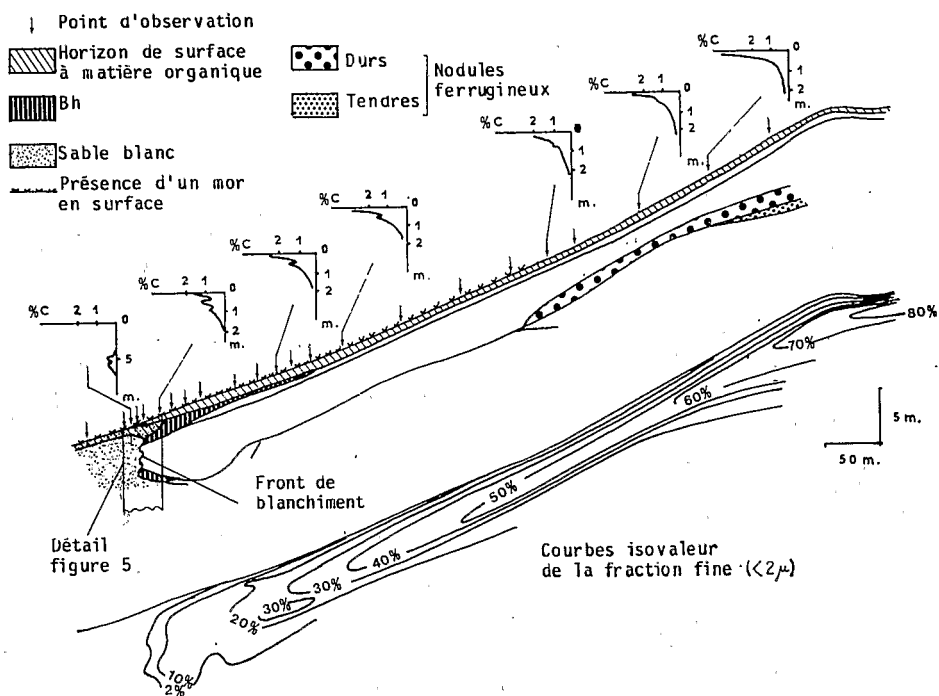 Point d'observation
Horizon de surface
à matière organique
Bh
Sable blanc
Présence d'un mor
en surface
Durs
Tendres
Nodules
ferrugineux
%C 2 1 0
1
2
m.
%C 2 1 0
1
2
m.
%C 2 1
1
2
m.
%C 2 1 0
1
2
m.
%C 2 1 0
1
2
m.
%C 2 1 0
1
2
m.
%C 2 1 0
5
m.
Front de
blanchiment
Détail
figure 5
80%
70%
60%
50%
40%
30%
30%
20%
10%
2%
5 m.
50 m.
Courbes isovaleur
de la fraction fine (<2µ)